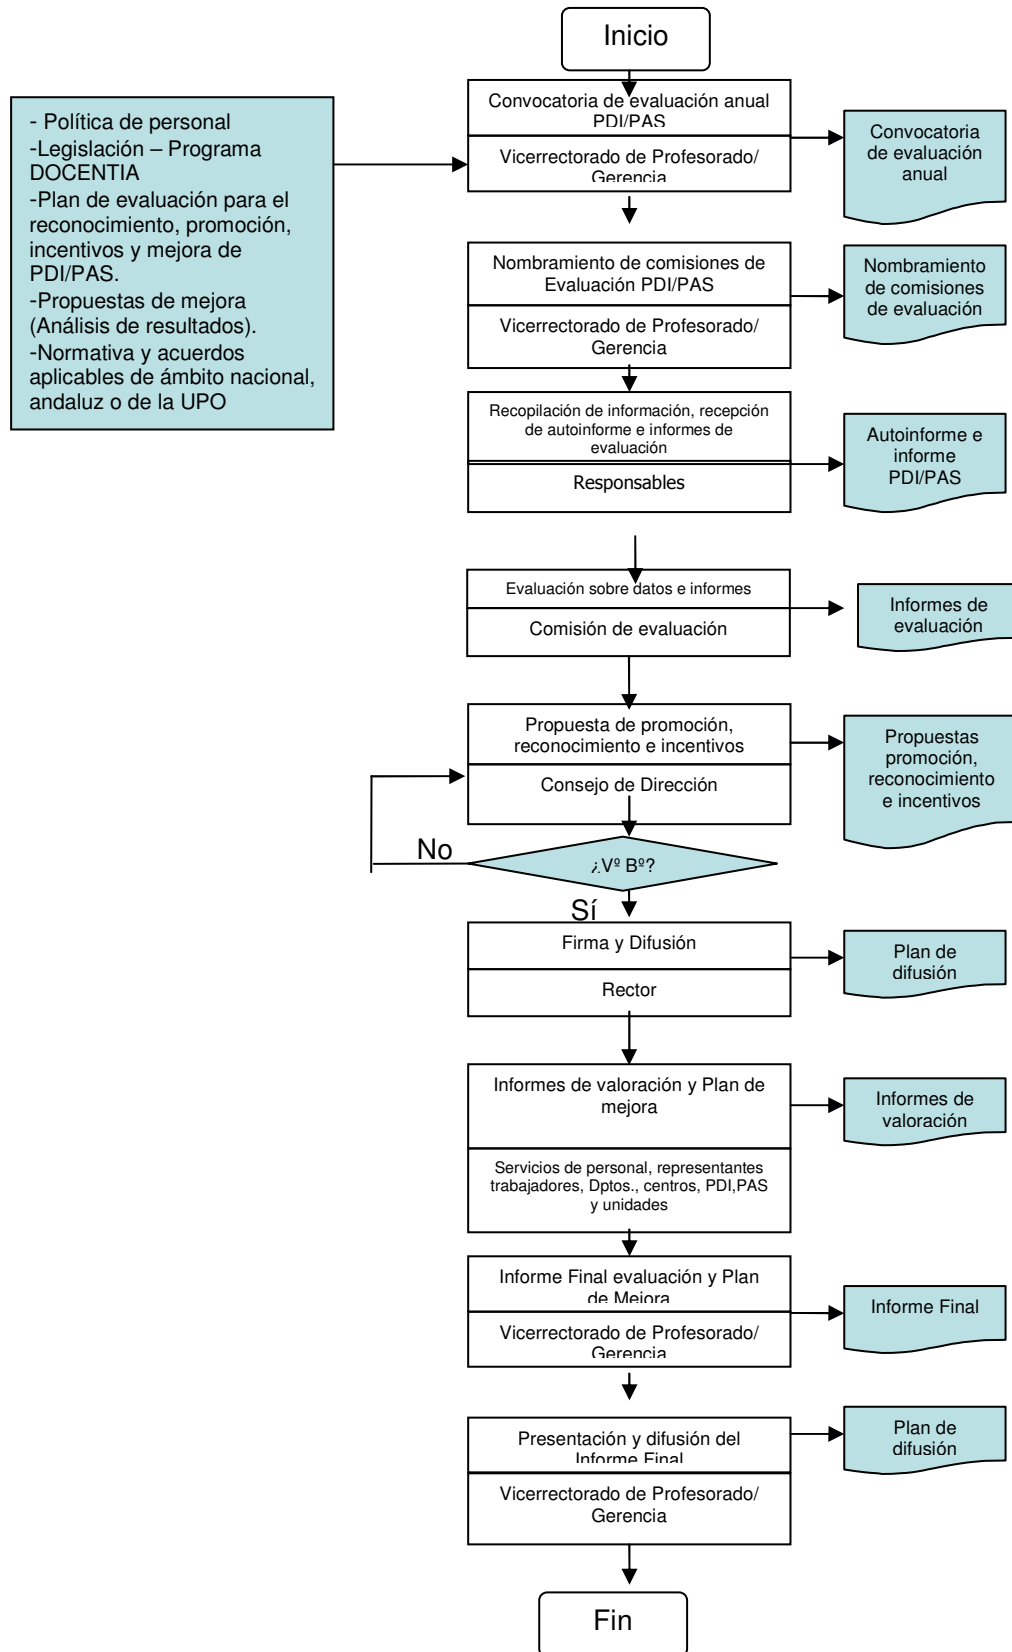 Inicio
Convocatoria de evaluación anual
PDI/PAS
Vicerrectorado de Profesorado/
Gerencia
Convocatoria
de evaluación
anual
- Política de personal
-Legislación – Programa
DOCENTIA
-Plan de evaluación para el
reconocimiento, promoción,
incentivos y mejora de
PDI/PAS.
-Propuestas de mejora
(Análisis de resultados).
-Normativa y acuerdos
aplicables de ámbito nacional,
andaluz o de la UPO
Nombramiento de comisiones de
Evaluación PDI/PAS
Vicerrectorado de Profesorado/
Gerencia
Nombramiento
de comisiones
de evaluación
Recopilación de información, recepción
de autoinforme e informes de
evaluación
Responsables
Autoinforme e
informe
PDI/PAS
Evaluación sobre datos e informes
Comisión de evaluación
Informes de
evaluación
Propuesta de promoción,
reconocimiento e incentivos
Consejo de Dirección
Propuestas
promoción,
reconocimiento
e incentivos
No
¿Vº Bº?
Sí
Firma y Difusión
Rector
Plan de
difusión
Informes de valoración y Plan de
mejora
Servicios de personal, representantes
trabajadores, Dptos., centros, PDI,PAS
y unidades
Informes de
valoración
Informe Final evaluación y Plan
de Mejora
Vicerrectorado de Profesorado/
Gerencia
Informe Final
Presentación y difusión del
Informe Final
Vicerrectorado de Profesorado/
Gerencia
Plan de
difusión
Fin